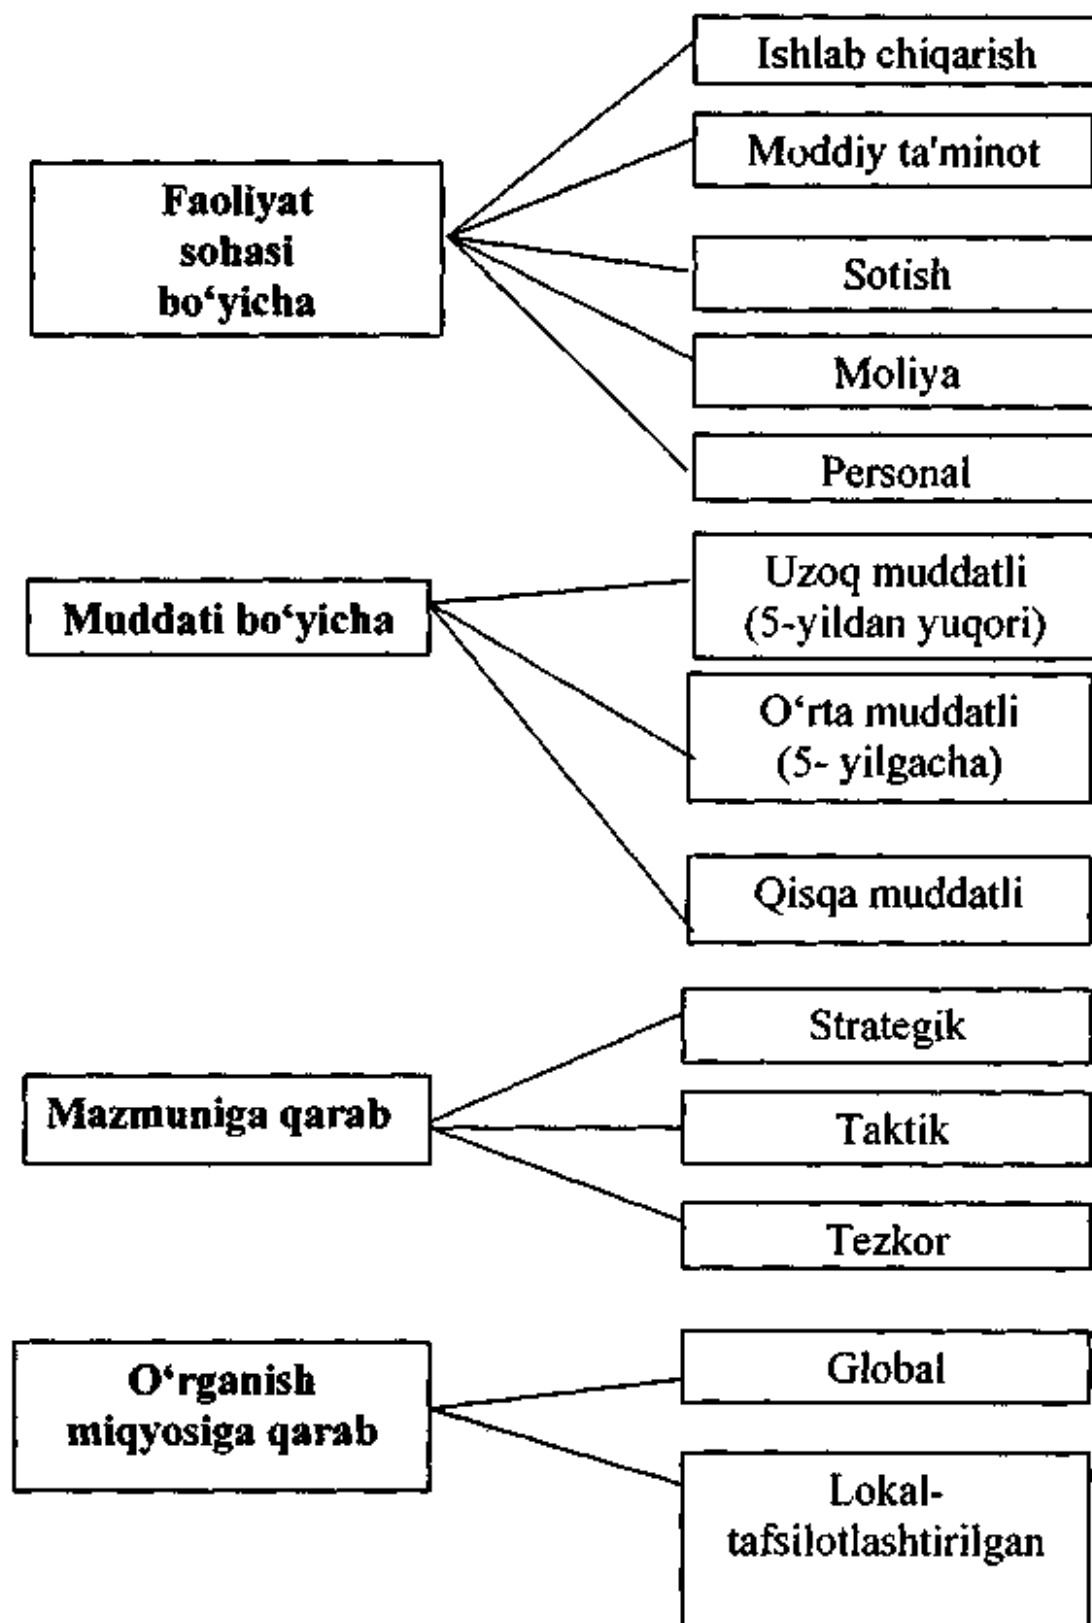 Faoliyat
sohasi
bo‘yicha
Ishlab chiqarish
Moddiy ta'minot
Sotish
Moliya
Personal
Muddati bo‘yicha
Uzoq muddatli
(5-yildan yuqori)
O‘rta muddatli
(5- yilgacha)
Qisqa muddatli
Mazmuniga qarab
Strategik
Taktik
Tezkor
O‘rganish
miqyosiga qarab
Global
Lokal-
tafsilotlashtirilgan